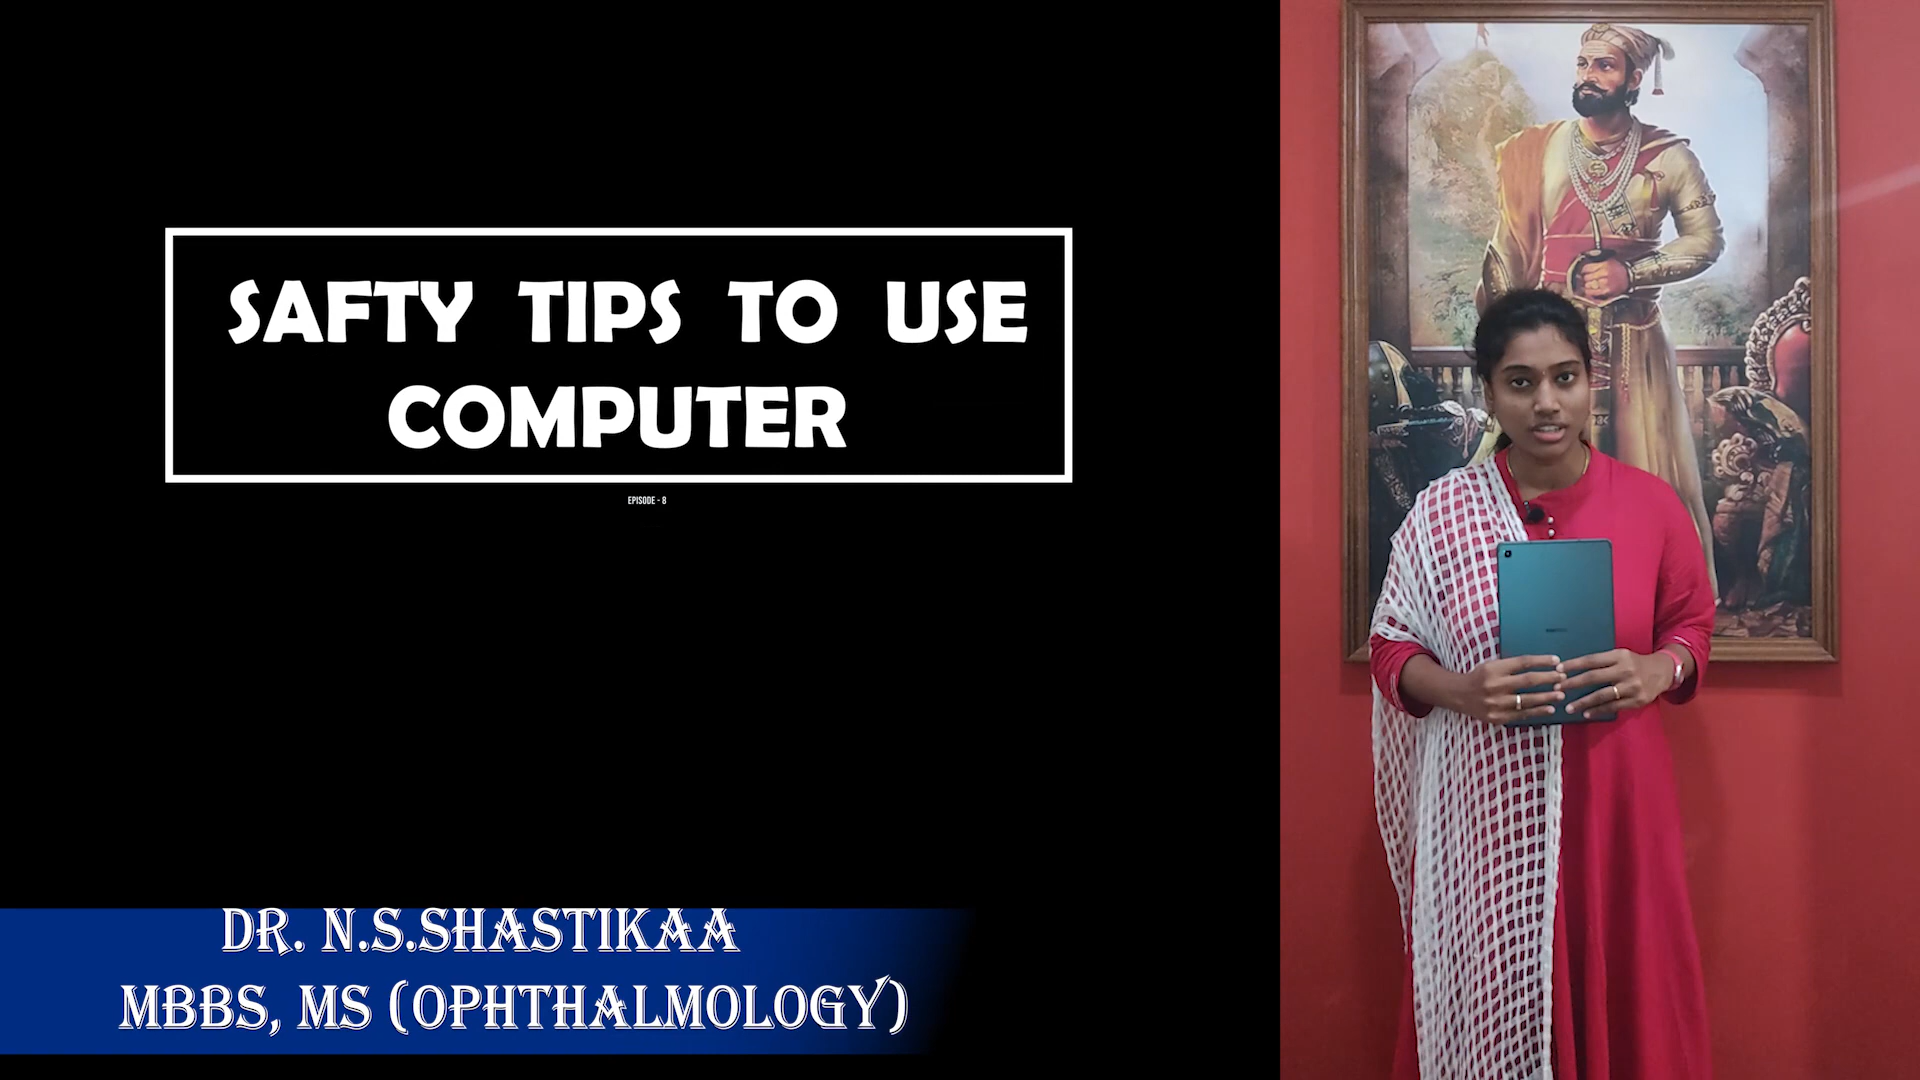 SAFTY TIPS TO USE
COMPUTER
EPISODE - 8
DR. N.S.SHASTIKAA
MBBS, MS (OPHTHALMOLOGY)